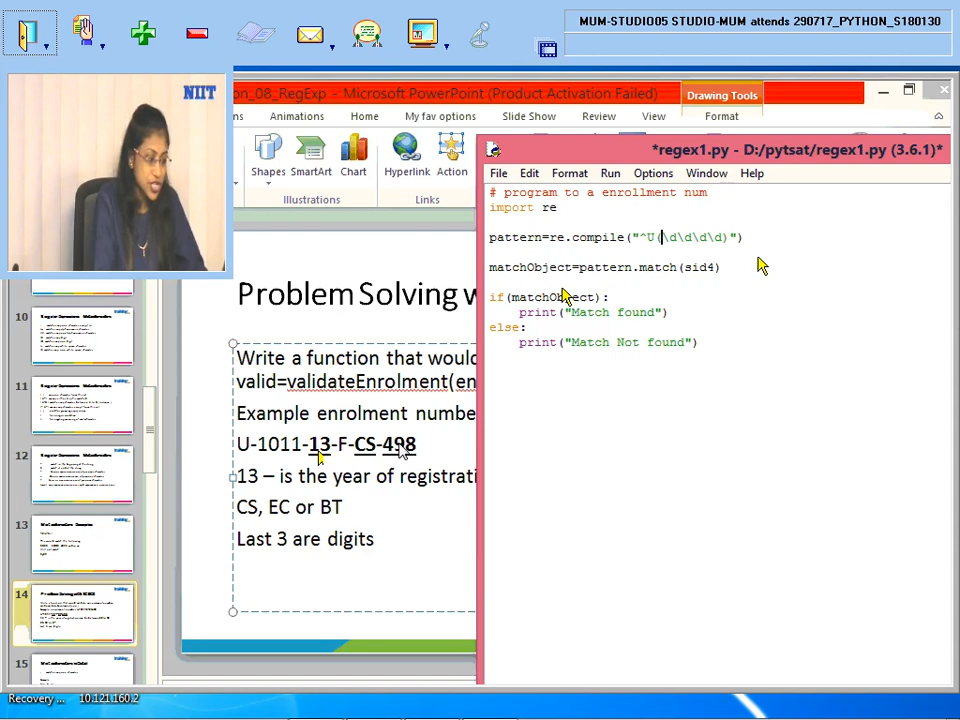 MUM-STUDIO05 STUDIO-MUM attends 290717_PYTHON_S180130
NIIT
on_08_RegExp - Microsoft PowerPoint (Product Activation Failed)
Drawing Tools
ns Animations Home My fav options Slide Show Review View Format
Shapes SmartArt Chart Hyperlink Action
Illustrations Links
*regex1.py - D:/pytsat/regex1.py (3.6.1)*
File Edit Format Run Options Window Help
# program to a enrollment num
import re
pattern=re.compile("^U(\d\d\d\d)")
matchObject=pattern.match(sid4)
if(matchObject):
print("Match found")
else:
print("Match Not found")
Problem Solving w
Write a function that would
valid=validateEnrolment(en
Example enrolment numbe
U-1011-13-F-CS-498
13 – is the year of registrati
CS, EC or BT
Last 3 are digits
10
11
12
13
14
15
Recovery ... 10.121.160.2